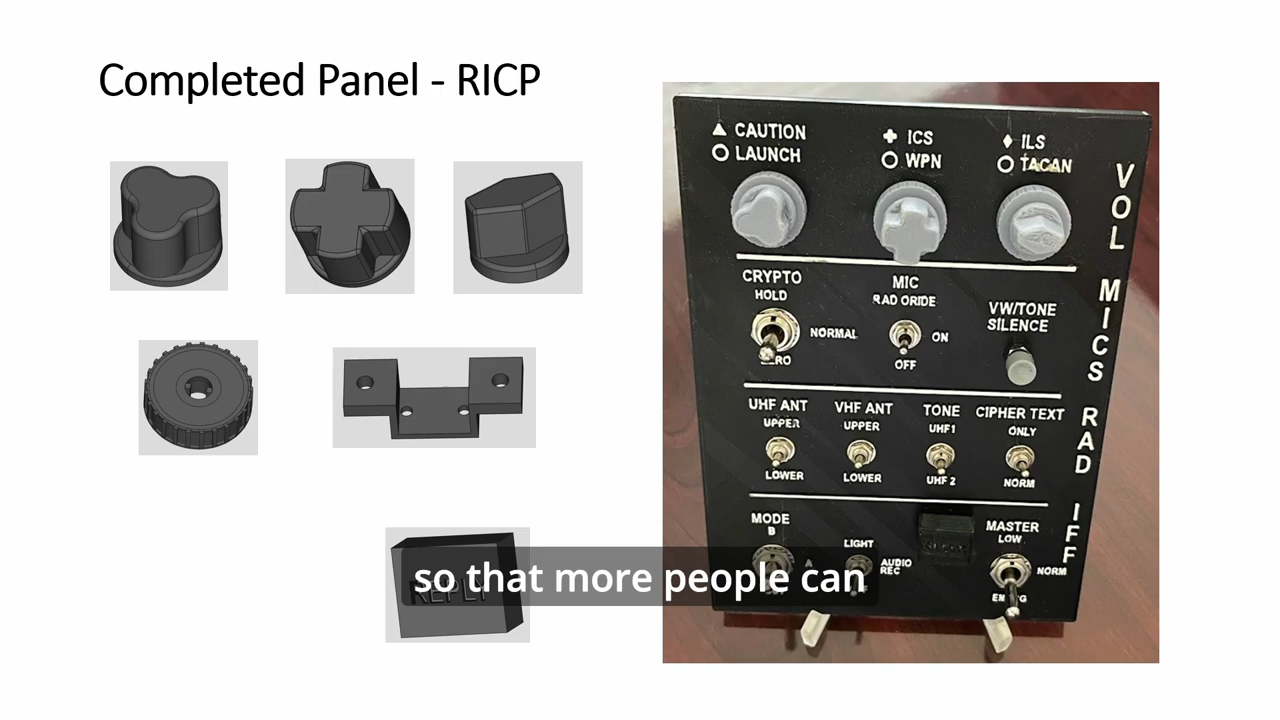 Completed Panel - RICP
CAUTION
LAUNCH
ICS
WPN
ILS
TACAN
VOL
CRYPTO
HOLD
NORMAL
ZERO
MIC
RAD ORIDE
ON
OFF
VW/TONE
SILENCE
MICS
UHF ANT
UPPER
LOWER
VHF ANT
UPPER
LOWER
TONE
UHF1
UHF 2
CIPHER TEXT
ONLY
NORM
RAD
MODE
B
A
LIGHT
AUDIO
REC
MASTER
LOW
NORM
IFF
REPLY
so that more people can